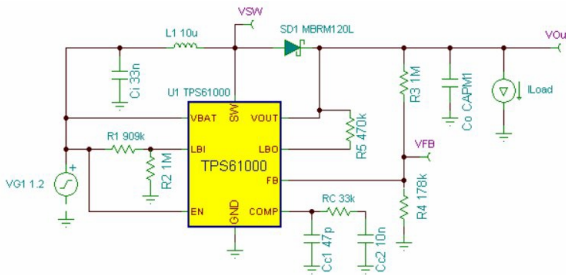 VSW
L1 10u
SD1 MBRM120L
VOu
Ci 33n
R3 1M
Co CAPM1
ILoad
U1 TPS61000
VBAT
SW
VOUT
R5 470k
R1 909k
LBI
LBO
VFB
R2 1M
TPS61000
FB
VG1 1.2
+
R4 178k
EN
GND
COMP
RC 33k
Cc1 47p
Cc2 10n